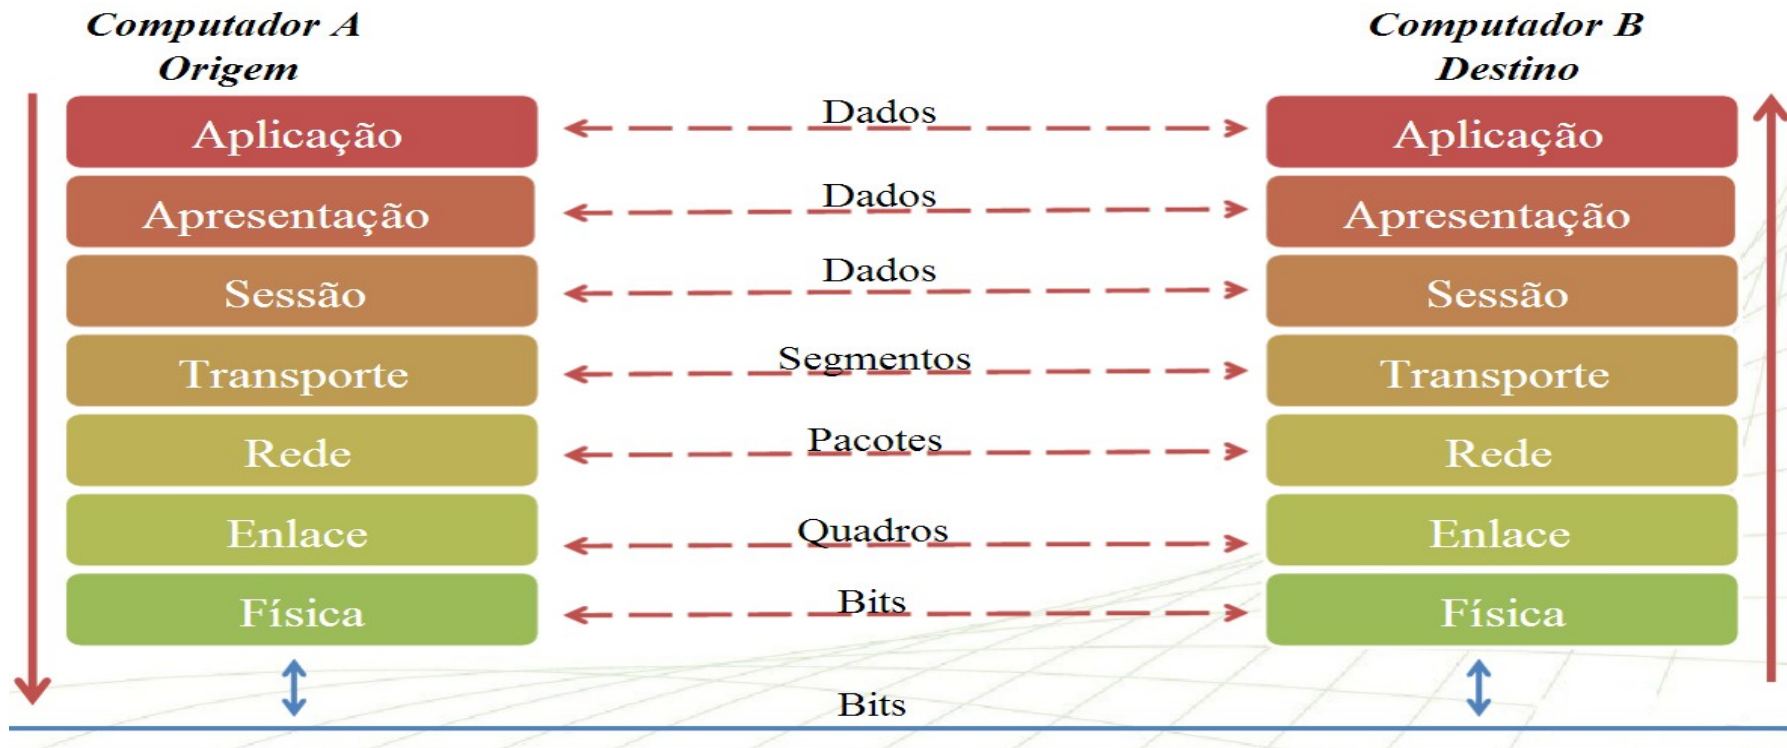 Computador A
Origem
Computador B
Destino
Aplicação
Dados
Aplicação
Apresentação
Dados
Apresentação
Sessão
Dados
Sessão
Transporte
Segmentos
Transporte
Rede
Pacotes
Rede
Enlace
Quadros
Enlace
Física
Bits
Física
Bits